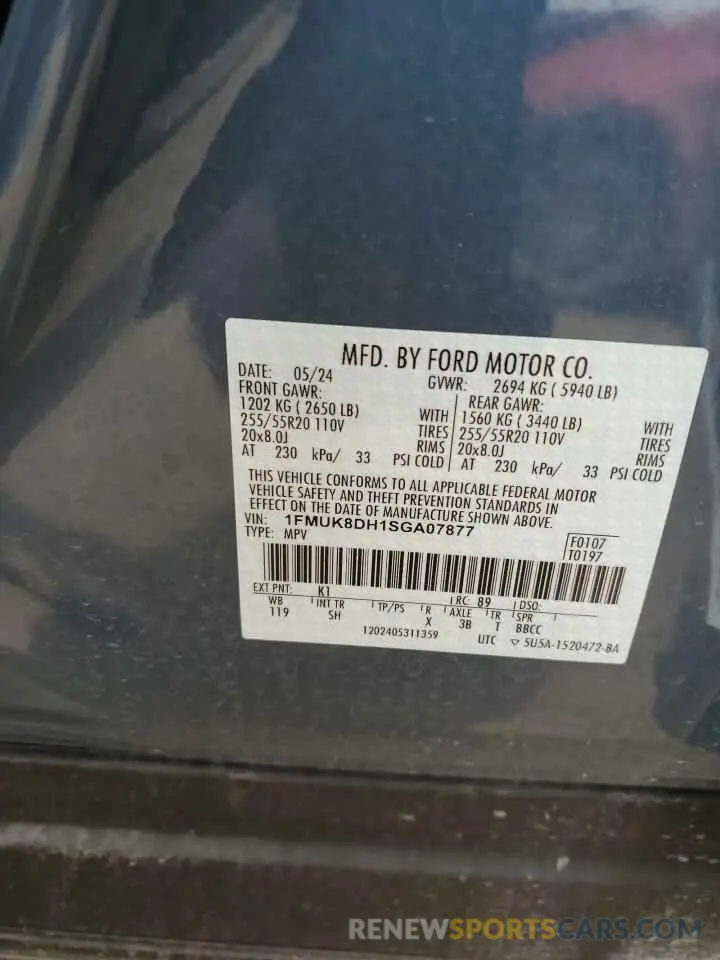 MFD. BY FORD MOTOR CO.
DATE: 05/24 GVWR: 2694 KG ( 5940 LB)
FRONT GAWR: REAR GAWR:
1202 KG ( 2650 LB) WITH 1560 KG ( 3440 LB) WITH
255/55R20 110V TIRES 255/55R20 110V TIRES
20x8.0J RIMS 20x8.0J RIMS
AT 230 kPa/ 33 PSI COLD AT 230 kPa/ 33 PSI COLD
THIS VEHICLE CONFORMS TO ALL APPLICABLE FEDERAL MOTOR
VEHICLE SAFETY AND THEFT PREVENTION STANDARDS IN
EFFECT ON THE DATE OF MANUFACTURE SHOWN ABOVE.
VIN: 1FMUK8DH1SGA07877
TYPE: MPV
F0107
T0197
EXT PNT: K1 RC: 89 DSO:
WB INT TR TP/PS R AXLE TR SPR
119 SH X 3B T BBCC
1202405311359 UTC ▽ 5U5A-1520472-BA
RENEWSPORTSCARS.COM